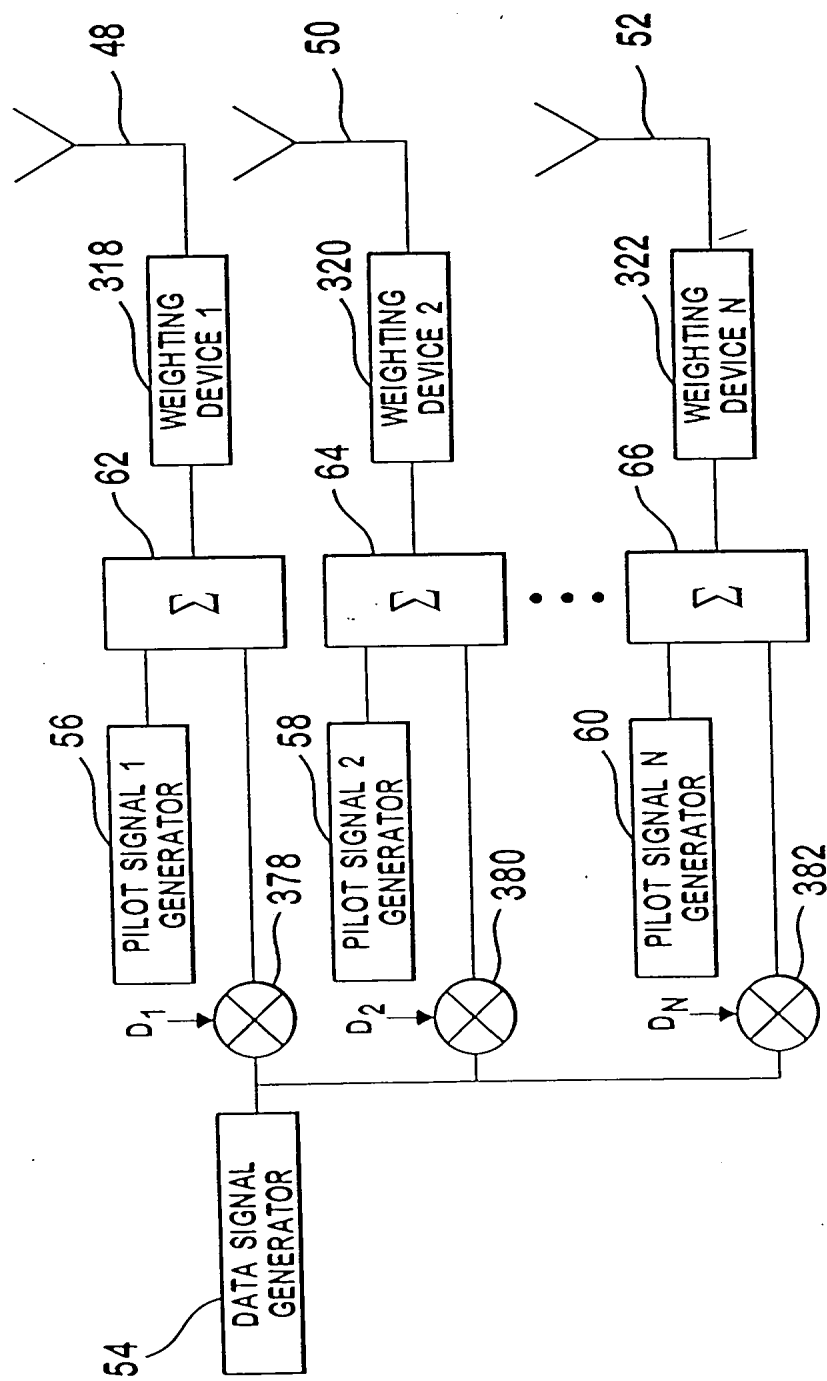 54
DATA SIGNAL
GENERATOR
D1
378
56
PILOT SIGNAL 1
GENERATOR
62
Σ
318
WEIGHTING
DEVICE 1
48
D2
380
58
PILOT SIGNAL 2
GENERATOR
64
Σ
320
WEIGHTING
DEVICE 2
50
DN
382
60
PILOT SIGNAL N
GENERATOR
66
Σ
322
WEIGHTING
DEVICE N
52